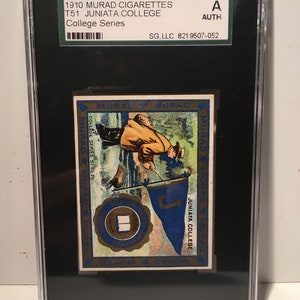 1910 MURAD CIGARETTES
T51 JUNIATA COLLEGE
College Series
A
AUTH
SG,LLC 8219507-052
MURAD
JUNIATA COLLEGE
J